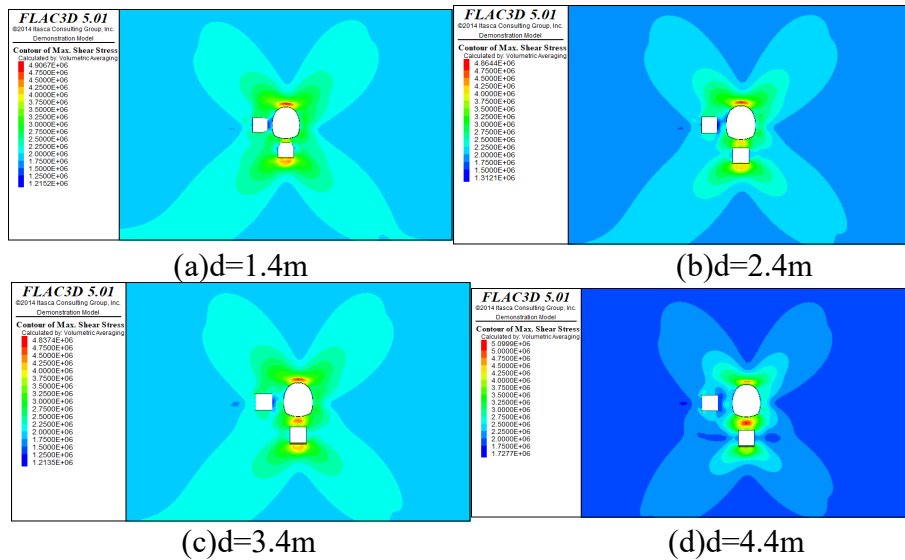 FLAC3D 5.01
©2014 Itasca Consulting Group, Inc.
Demonstration Model
Contour of Max. Shear Stress
Calculated by: Volumetric Averaging
4.9067E+06
4.7500E+06
4.5000E+06
4.2500E+06
4.0000E+06
3.7500E+06
3.5000E+06
3.2500E+06
3.0000E+06
2.7500E+06
2.5000E+06
2.2500E+06
2.0000E+06
1.7500E+06
1.5000E+06
1.2500E+06
1.2152E+06
(a)d=1.4m
FLAC3D 5.01
©2014 Itasca Consulting Group, Inc.
Demonstration Model
Contour of Max. Shear Stress
Calculated by: Volumetric Averaging
4.8644E+06
4.7500E+06
4.5000E+06
4.2500E+06
4.0000E+06
3.7500E+06
3.5000E+06
3.2500E+06
3.0000E+06
2.7500E+06
2.5000E+06
2.2500E+06
2.0000E+06
1.7500E+06
1.5000E+06
1.3121E+06
(b)d=2.4m
FLAC3D 5.01
©2014 Itasca Consulting Group, Inc.
Demonstration Model
Contour of Max. Shear Stress
Calculated by: Volumetric Averaging
4.8374E+06
4.7500E+06
4.5000E+06
4.2500E+06
4.0000E+06
3.7500E+06
3.5000E+06
3.2500E+06
3.0000E+06
2.7500E+06
2.5000E+06
2.2500E+06
2.0000E+06
1.7500E+06
1.5000E+06
1.2500E+06
1.2135E+06
(c)d=3.4m
FLAC3D 5.01
©2014 Itasca Consulting Group, Inc.
Demonstration Model
Contour of Max. Shear Stress
Calculated by: Volumetric Averaging
5.0999E+06
5.0000E+06
4.7500E+06
4.5000E+06
4.2500E+06
4.0000E+06
3.7500E+06
3.5000E+06
3.2500E+06
3.0000E+06
2.7500E+06
2.5000E+06
2.2500E+06
2.0000E+06
1.7500E+06
1.7277E+06
(d)d=4.4m